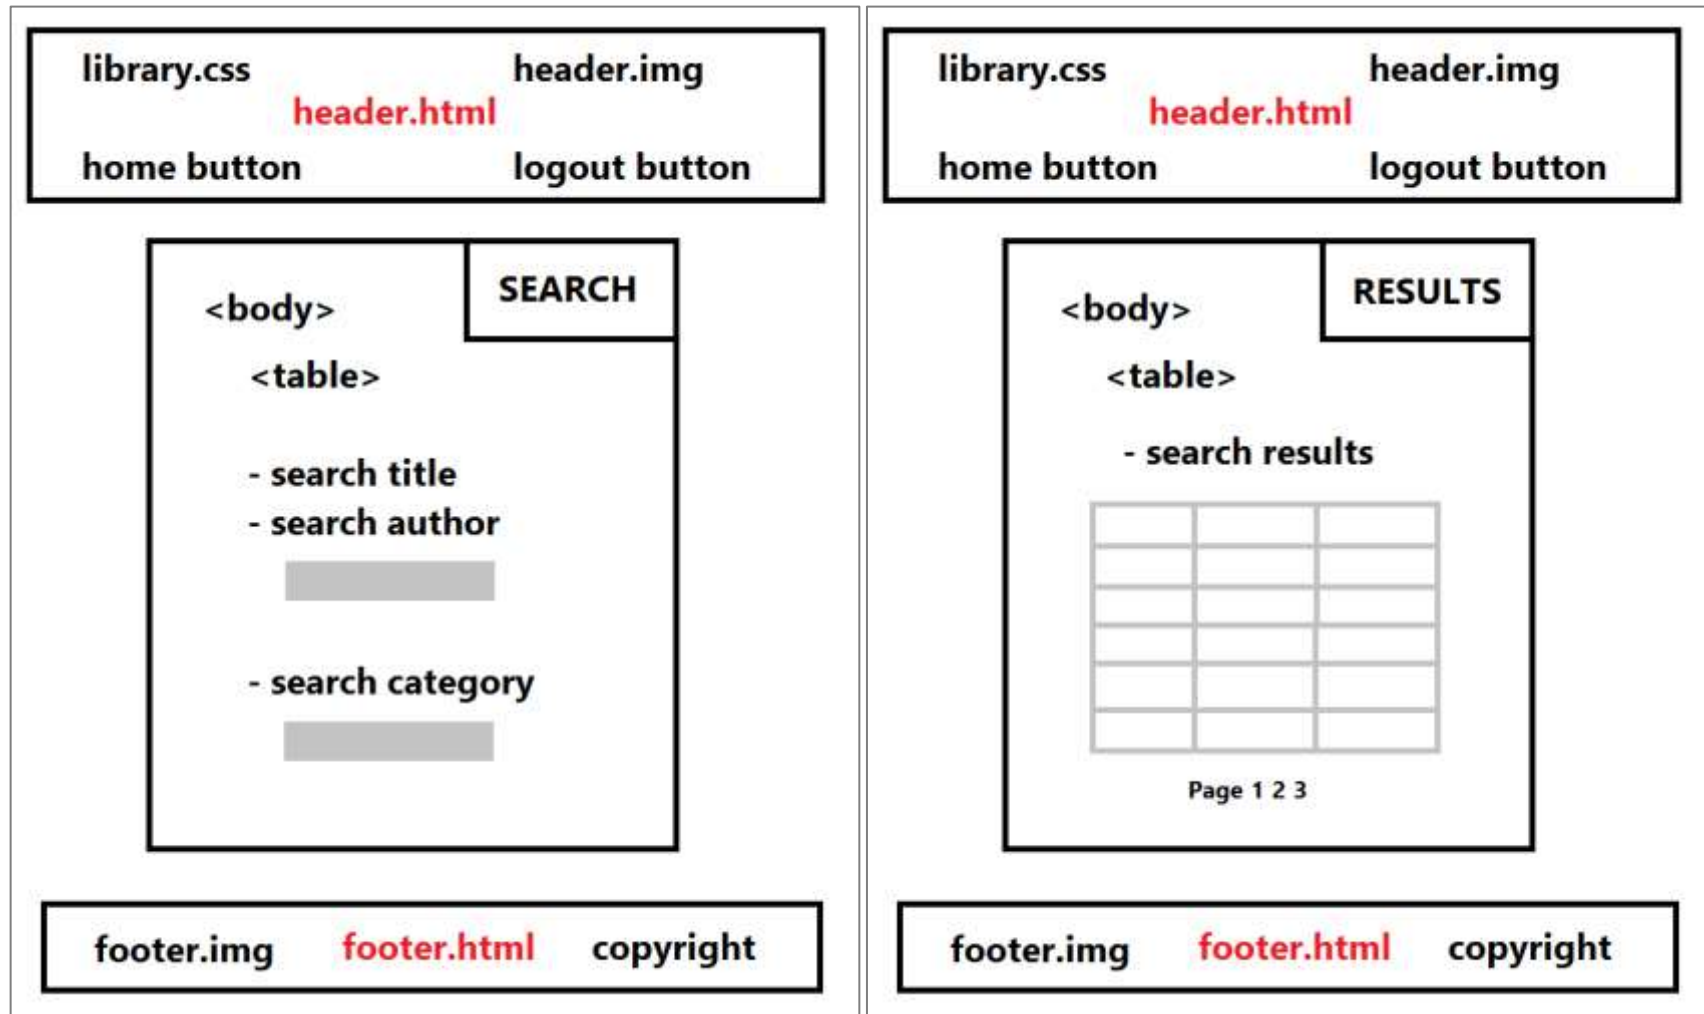 library.css header.img
header.html
home button logout button
SEARCH
<body>
<table>
- search title
- search author
- search category
footer.img footer.html copyright
library.css header.img
header.html
home button logout button
RESULTS
<body>
<table>
- search results
Page 1 2 3
footer.img footer.html copyright